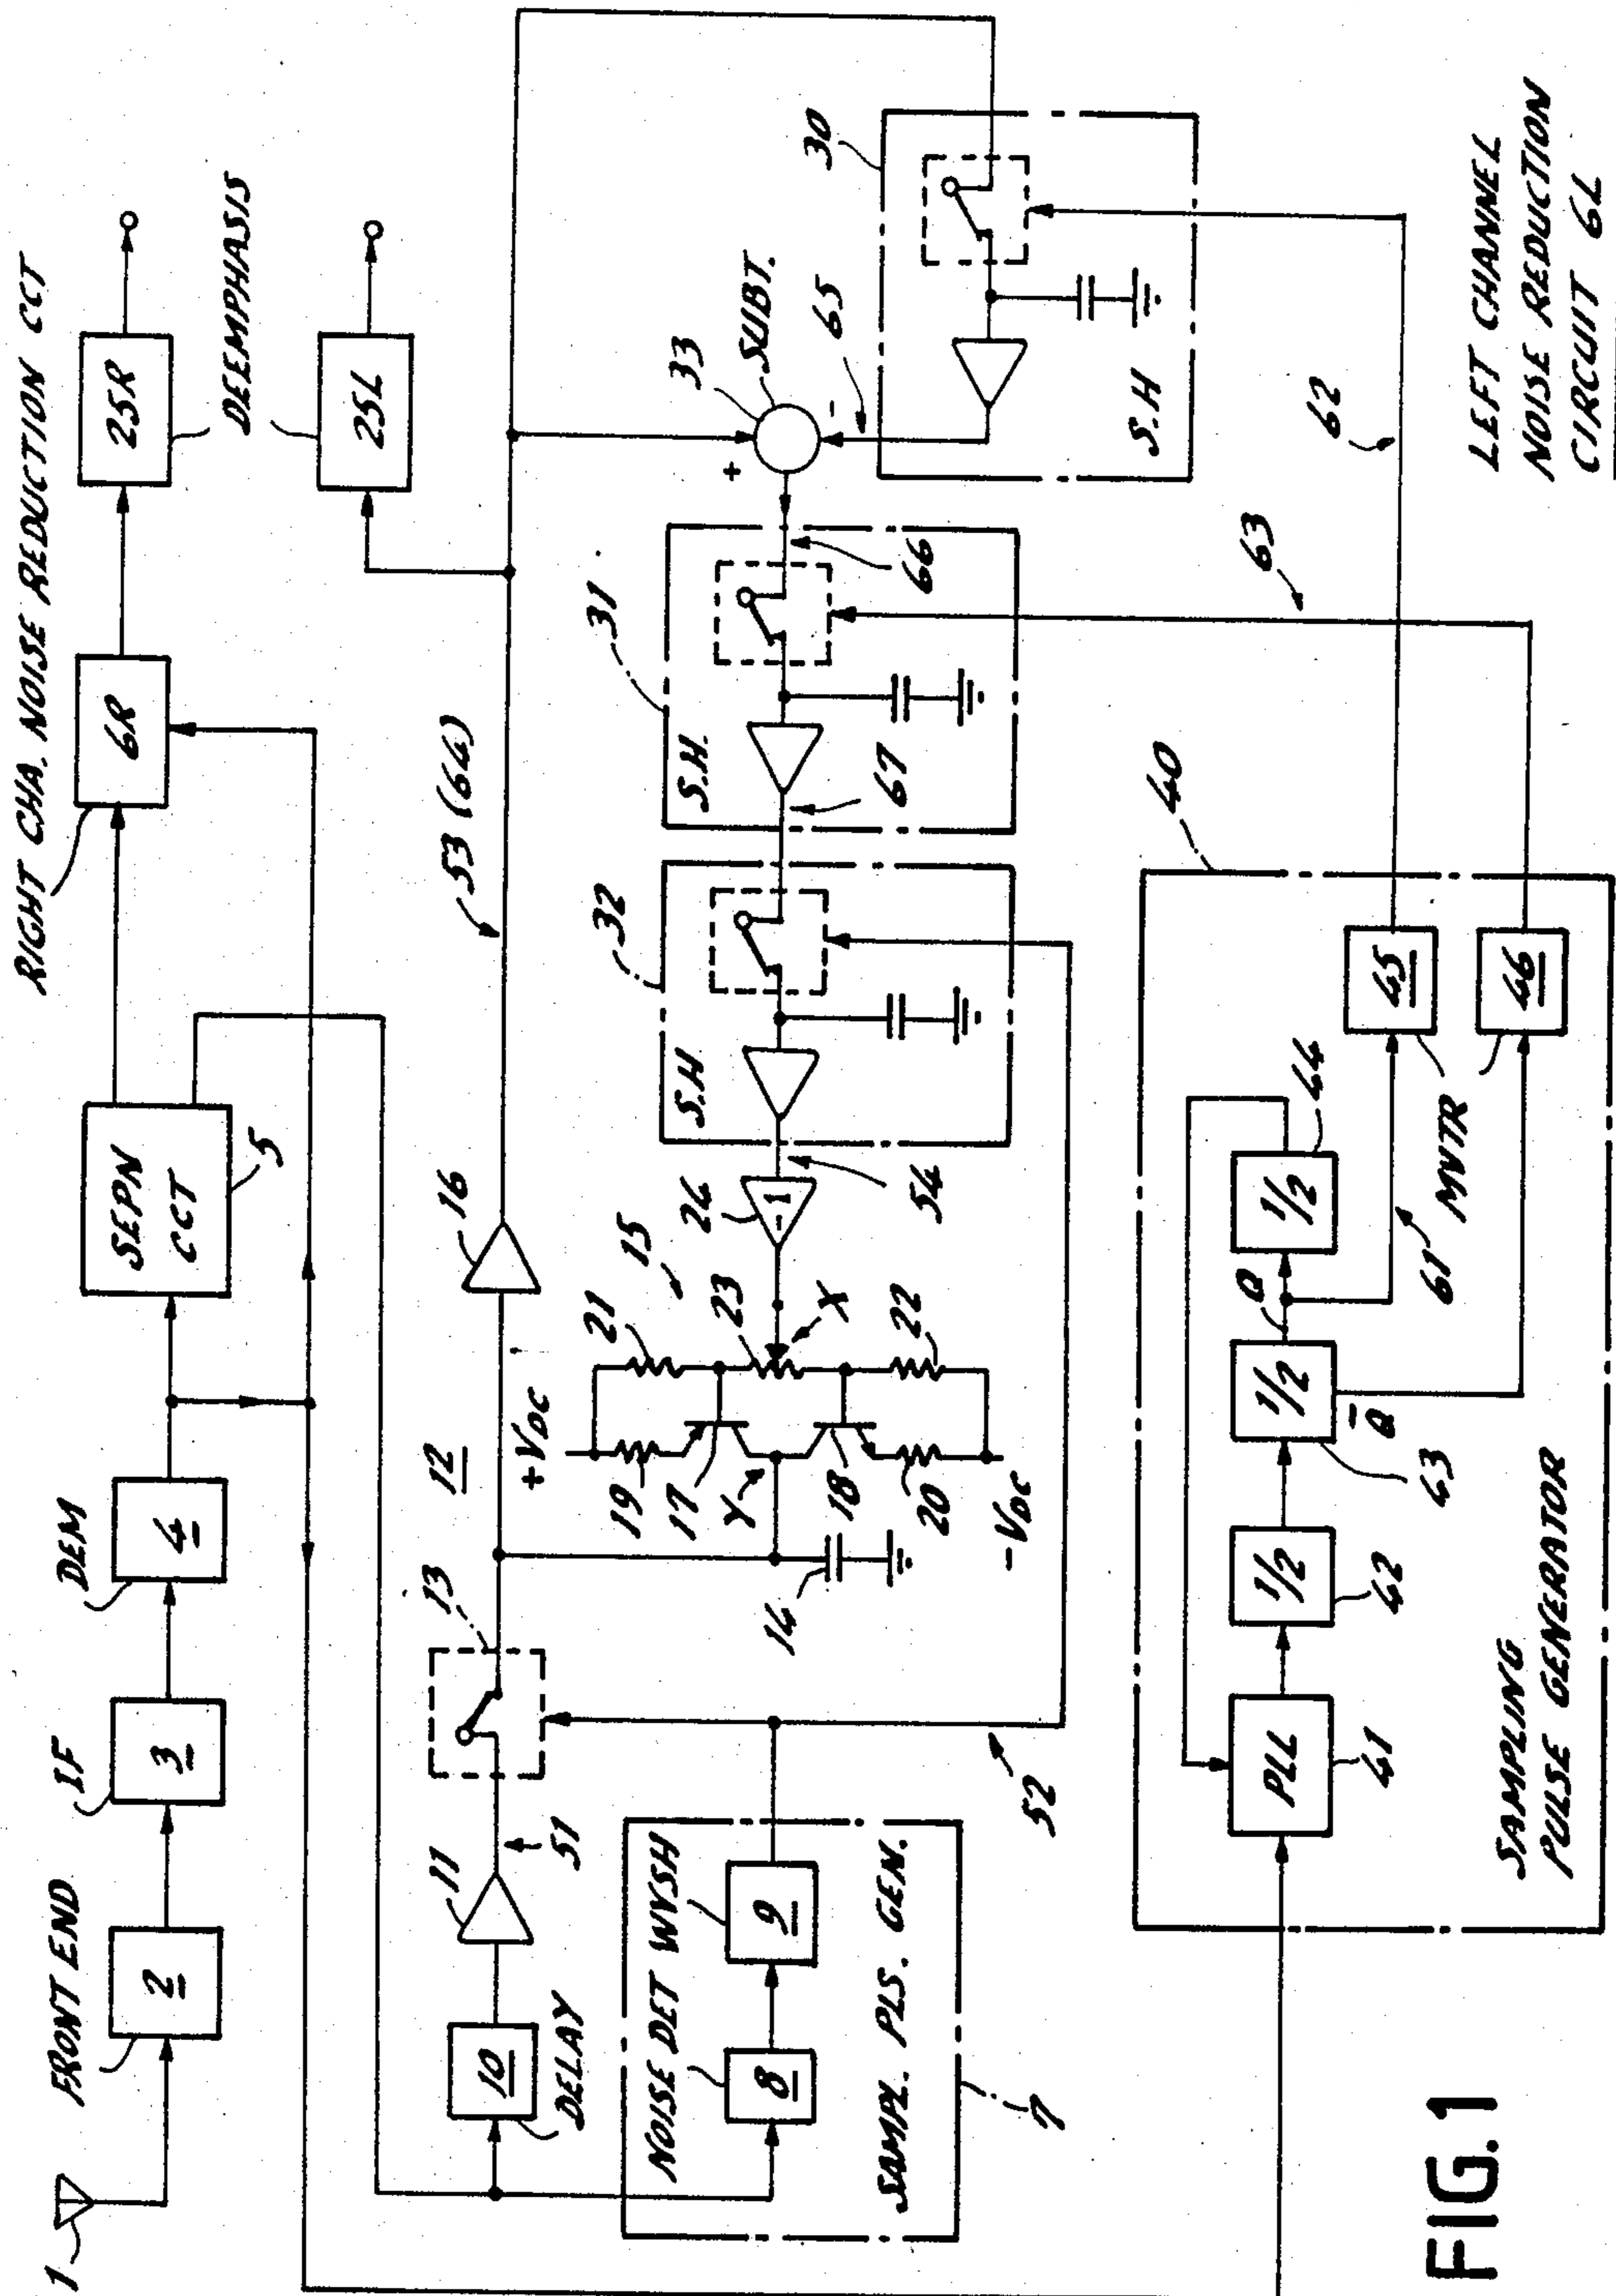 RIGHT CHA. NOISE REDUCTION CCT
1
FRONT END
2
IF
3
DEM
4
SEPN
CCT
5
6R
25R
DEEMPHASIS
25L
10
DELAY
11
51
13
12
16
53 (64)
+VDC
19
21
15
17
23
X
Y
18
20
22
-VDC
14
24
-1
54
32
S.H
31
S.H.
67
66
33
SUBT.
+
-
65
30
S.H
NOISE DET
WVSH
8
9
SAMPL. PLS. GEN.
7
52
40
PLL
41
1/2
42
1/2
43
Q
Q̄
1/2
44
61
MVTR
45
46
62
63
SAMPLING
PULSE GENERATOR
LEFT CHANNEL
NOISE REDUCTION
CIRCUIT 6L
FIG.1